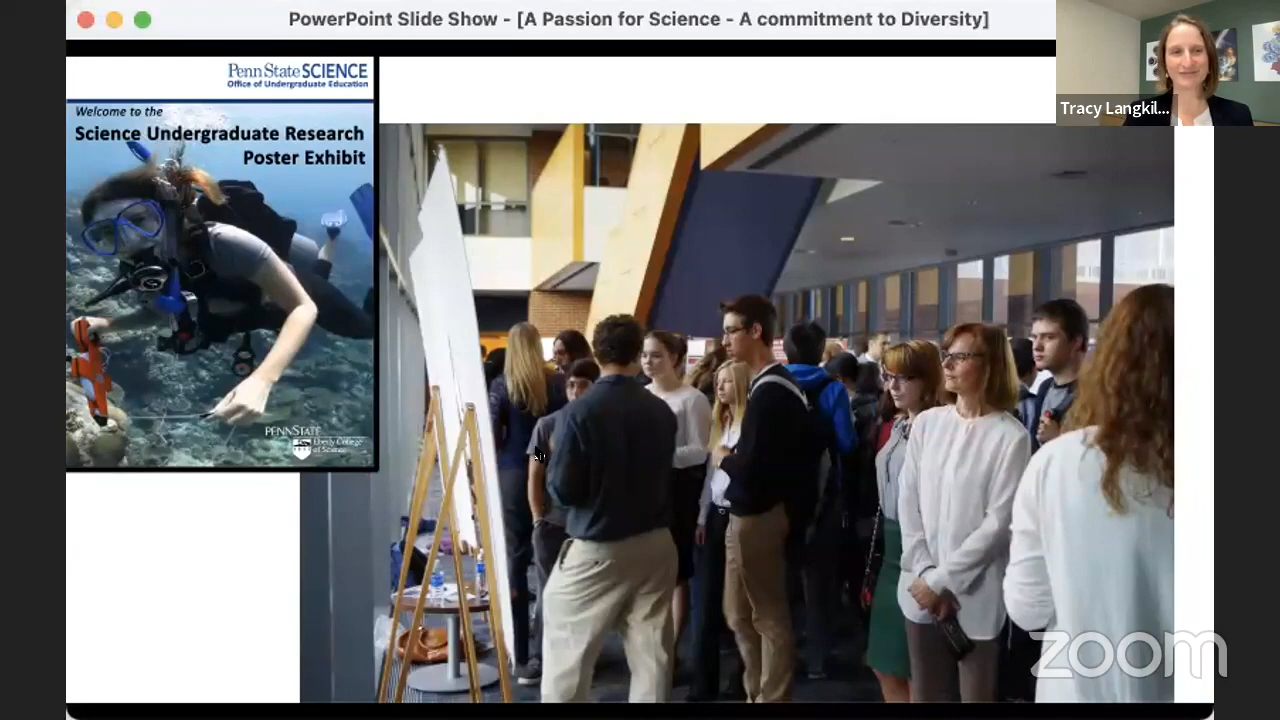 PowerPoint Slide Show - [A Passion for Science - A commitment to Diversity]
Penn State SCIENCE
Office of Undergraduate Education
Welcome to the
Science Undergraduate Research
Poster Exhibit
PENNSTATE
Eberly College
of Science
Tracy Langkil...
zoom